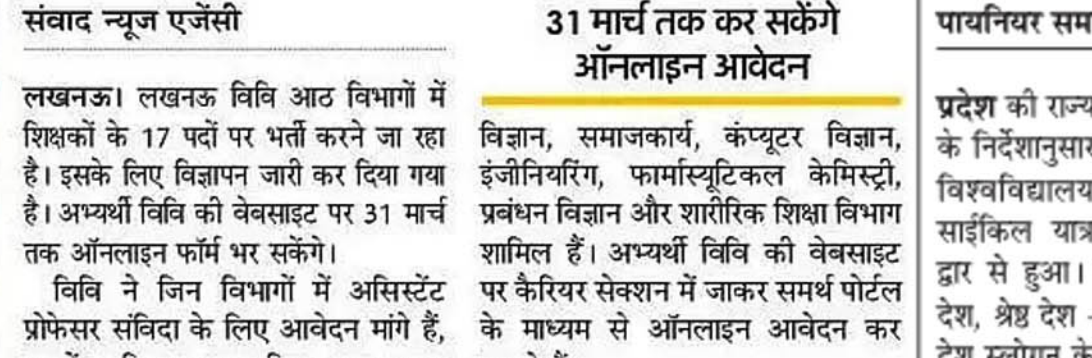 संवाद न्यूज एजेंसी
लखनऊ। लखनऊ विवि आठ विभागों में
शिक्षकों के 17 पदों पर भर्ती करने जा रहा
है। इसके लिए विज्ञापन जारी कर दिया गया
है। अभ्यर्थी विवि की वेबसाइट पर 31 मार्च
तक ऑनलाइन फॉर्म भर सकेंगे।
विवि ने जिन विभागों में असिस्टेंट
प्रोफेसर संविदा के लिए आवेदन मांगे हैं,
31 मार्च तक कर सकेंगे
ऑनलाइन आवेदन
विज्ञान, समाजकार्य, कंप्यूटर विज्ञान,
इंजीनियरिंग, फार्मास्यूटिकल केमिस्ट्री,
प्रबंधन विज्ञान और शारीरिक शिक्षा विभाग
शामिल हैं। अभ्यर्थी विवि की वेबसाइट
पर कैरियर सेक्शन में जाकर समर्थ पोर्टल
के माध्यम से ऑनलाइन आवेदन कर
पायनियर सम
प्रदेश की राज्य
के निर्देशानुसार
विश्वविद्यालय
साईकिल यात्र
द्वार से हुआ।
देश, श्रेष्ठ देश -